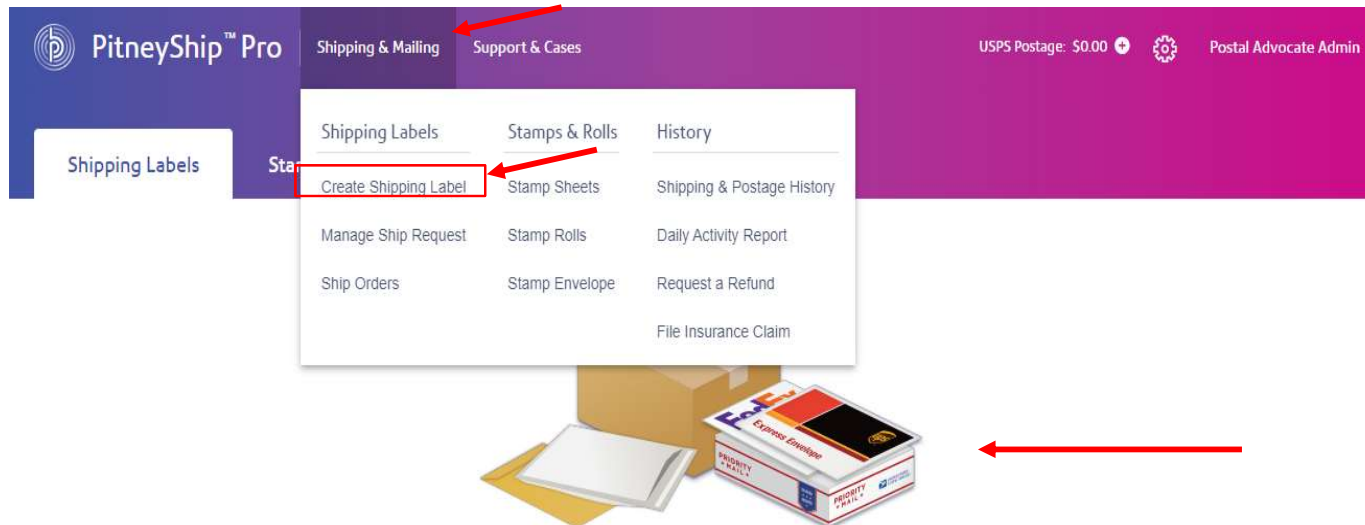 PitneyShip™ Pro
Shipping & Mailing
Support & Cases
USPS Postage: $0.00
Postal Advocate Admin
Shipping Labels
Shipping Labels
Create Shipping Label
Manage Ship Request
Ship Orders
Stamps & Rolls
Stamp Sheets
Stamp Rolls
Stamp Envelope
History
Shipping & Postage History
Daily Activity Report
Request a Refund
File Insurance Claim
FedEx
Express Envelope
PRIORITY
MAIL
PRIORITY
MAIL